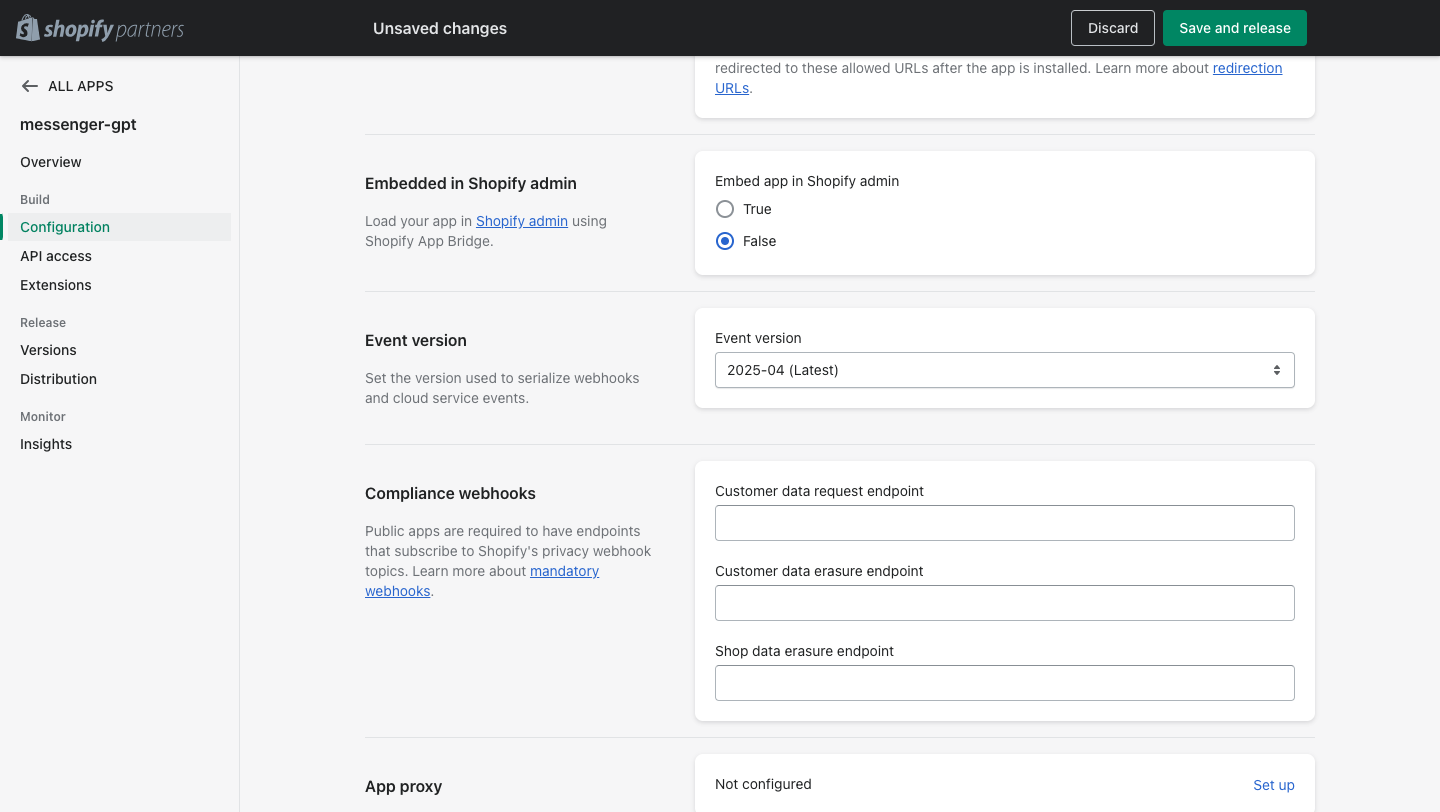 shopify partners
Unsaved changes
Discard
Save and release
ALL APPS
messenger-gpt
Overview
Build
Configuration
API access
Extensions
Release
Versions
Distribution
Monitor
Insights
redirected to these allowed URLs after the app is installed. Learn more about redirection
URLs.
Embedded in Shopify admin
Load your app in Shopify admin using
Shopify App Bridge.
Embed app in Shopify admin
True
False
Event version
Set the version used to serialize webhooks
and cloud service events.
Event version
2025-04 (Latest)
Compliance webhooks
Public apps are required to have endpoints
that subscribe to Shopify's privacy webhook
topics. Learn more about mandatory
webhooks.
Customer data request endpoint
Customer data erasure endpoint
Shop data erasure endpoint
App proxy
Not configured
Set up